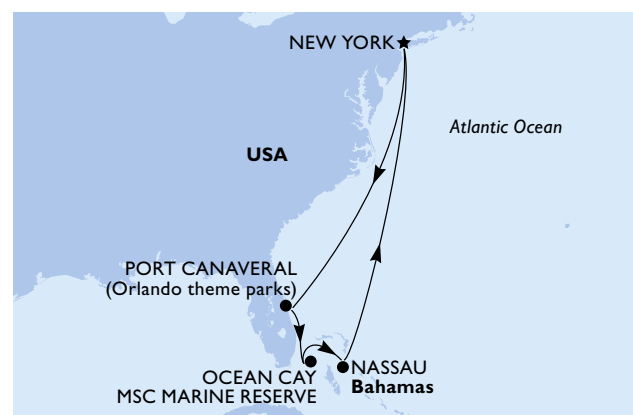 NEW YORK
Atlantic Ocean
USA
PORT CANAVERAL
(Orlando theme parks)
OCEAN CAY
MSC MARINE RESERVE
NASSAU
Bahamas